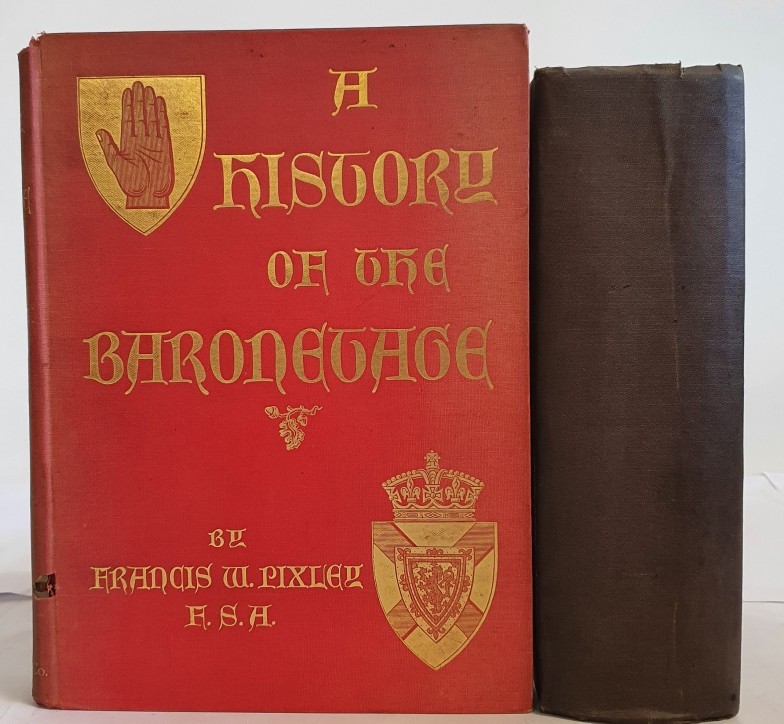 A
HISTORY
OF THE
BARONETAGE
BY
FRANCIS W. PIXLEY
F. S. A.